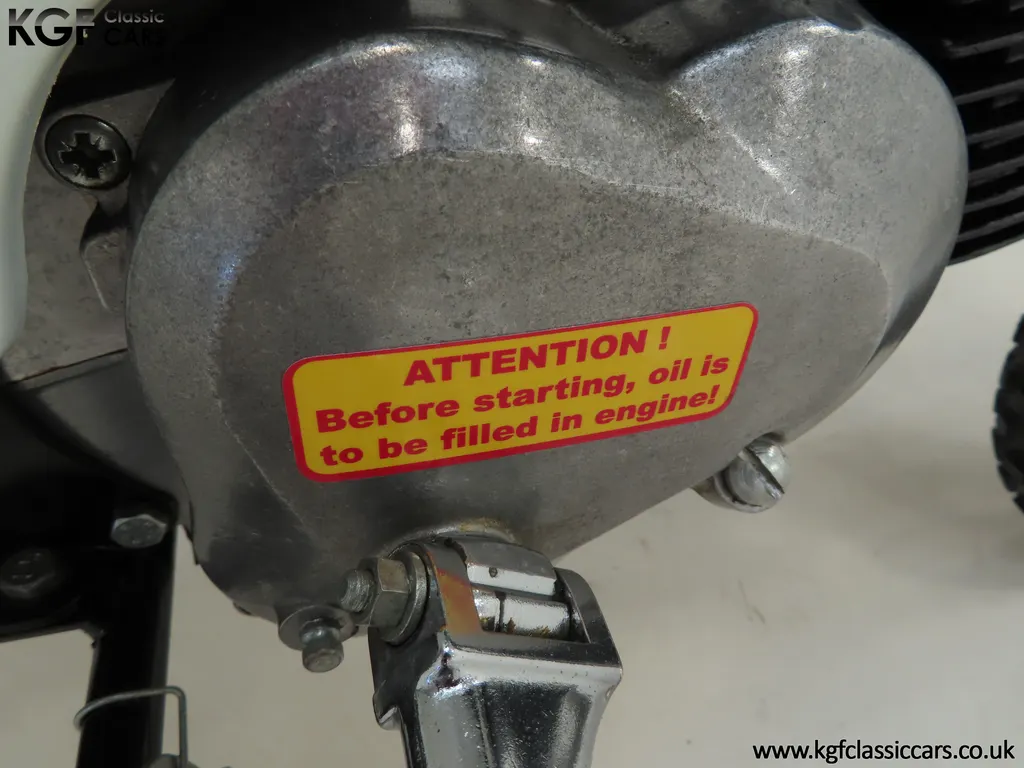 KGF Classic
CARS
ATTENTION !
Before starting, oil is
to be filled in engine!
www.kgfclassiccars.co.uk